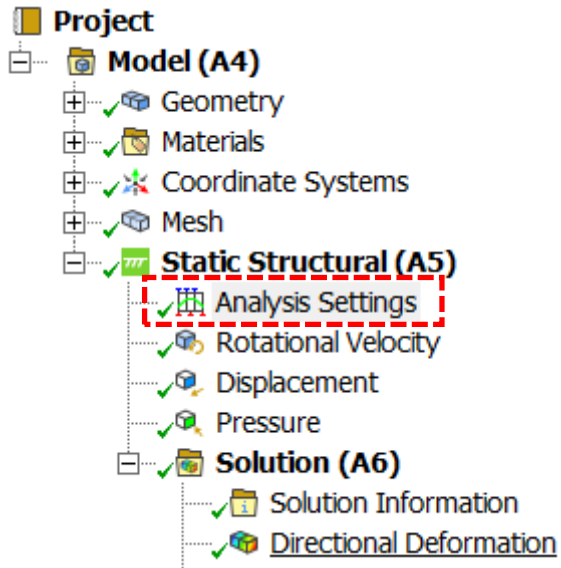 Project
Model (A4)
Geometry
Materials
Coordinate Systems
Mesh
Static Structural (A5)
Analysis Settings
Rotational Velocity
Displacement
Pressure
Solution (A6)
Solution Information
Directional Deformation